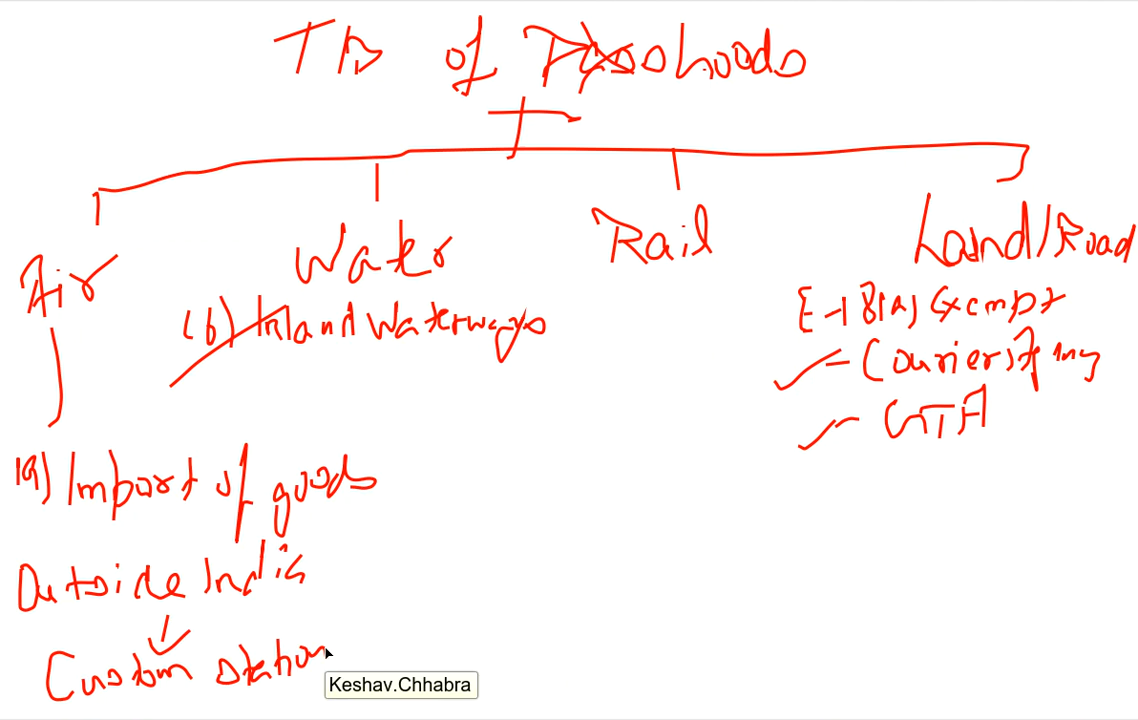 of Goods
Air
Water
Rail
Land/Road
(b) Inland Waterways
E-18(a) Exempt
- Courier Agency
- GTA
(a) Import of goods
Outside India
Custom station
Keshav.Chhabra